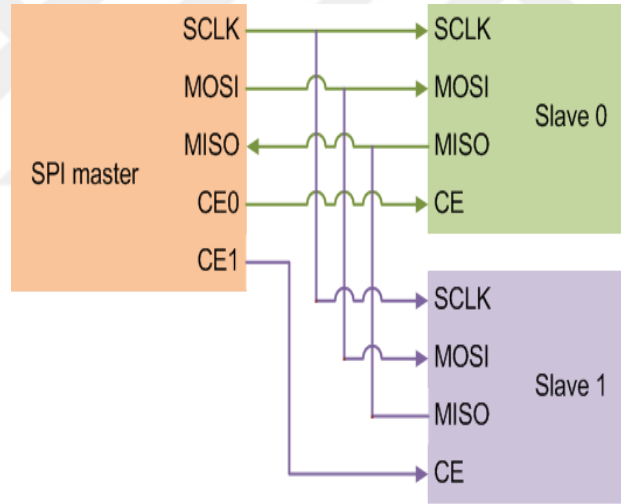 SPI master
SCLK
MOSI
MISO
CE0
CE1
SCLK
MOSI
MISO
CE
Slave 0
SCLK
MOSI
MISO
CE
Slave 1